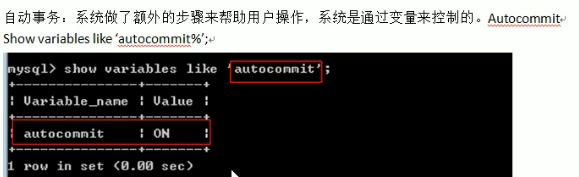 自动事务：系统做了额外的步骤来帮助用户操作，系统是通过变量来控制的。Autocommit
Show variables like ‘autocommit%’;
mysql> show variables like 'autocommit';
+---------------+-------+
| Variable_name | Value |
+---------------+-------+
| autocommit    | ON    |
+---------------+-------+
1 row in set (0.00 sec)